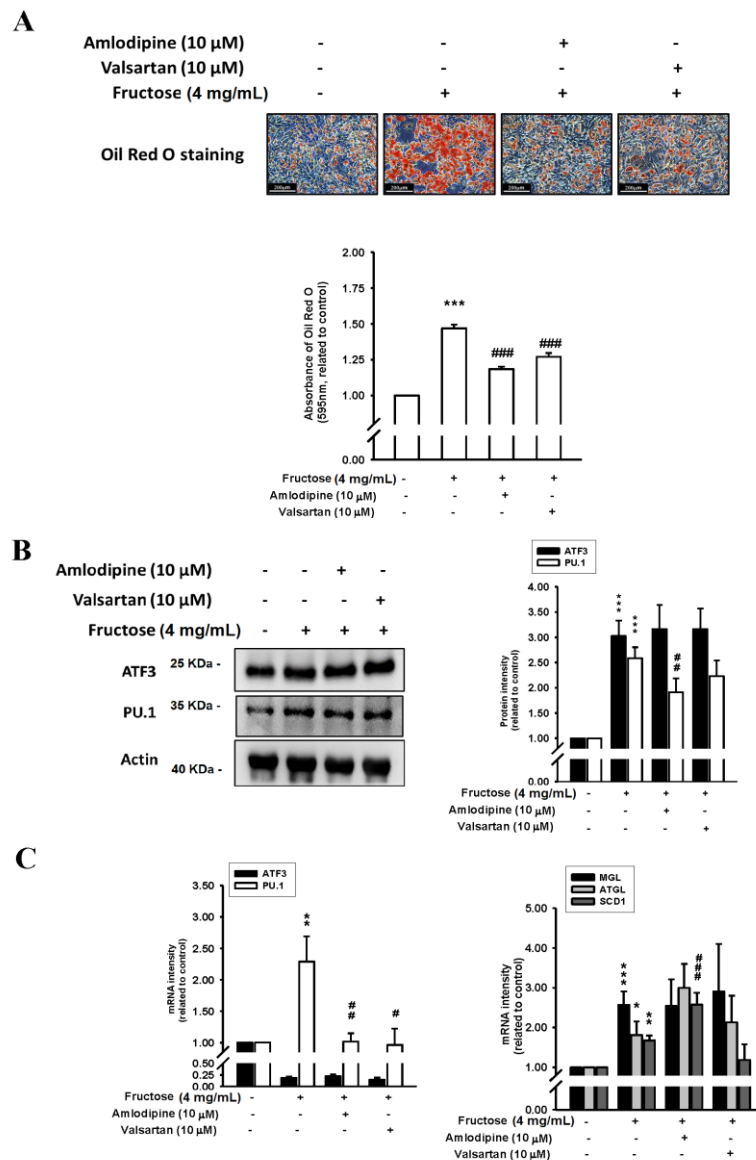 A
Amlodipine (10 µM) - - + -
Valsartan (10 µM) - - - +
Fructose (4 mg/mL) - + + +
Oil Red O staining
200µm 200µm 200µm 200µm
Absorbance of Oil Red O
(595nm, related to control)
2.00
1.75
1.50
1.25
1.00
0.00
***
###
###
Fructose (4 mg/mL) - + + +
Amlodipine (10 µM) - - + -
Valsartan (10 µM) - - - +
B
Amlodipine (10 µM) - - + -
Valsartan (10 µM) - - - +
Fructose (4 mg/mL) - + + +
ATF3 25 KDa -
PU.1 35 KDa -
Actin 40 KDa -
ATF3
PU.1
Protein intensity
(related to control)
4.00
3.50
3.00
2.50
2.00
1.50
1.00
0.00
***
***
##
Fructose (4 mg/mL) - + + +
Amlodipine (10 µM) - - + -
Valsartan (10 µM) - - - +
C
ATF3
PU.1
mRNA intensity
(related to control)
3.50
3.00
2.50
2.00
1.50
1.00
0.50
0.25
0.00
**
##
#
Fructose (4 mg/mL) - + + +
Amlodipine (10 µM) - - + -
Valsartan (10 µM) - - - +
MGL
ATGL
SCD1
mRNA intensity
(related to control)
5.00
4.00
3.00
2.00
1.00
0.00
***
*
**
###
Fructose (4 mg/mL) - + + +
Amlodipine (10 µM) - - + -
Valsartan (10 µM) - - - +